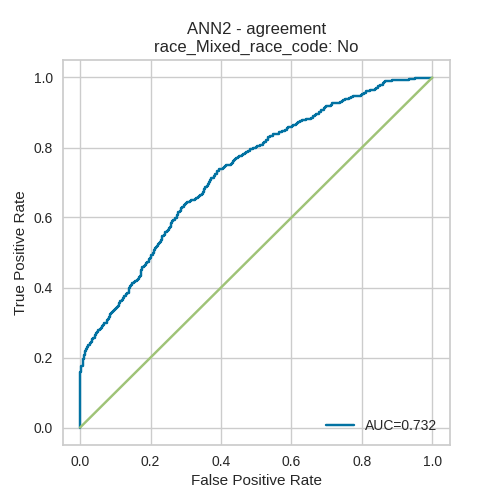 ANN2 - agreement
race_Mixed_race_code: No
True Positive Rate
1.0
0.8
0.6
0.4
0.2
0.0
AUC=0.732
0.0 0.2 0.4 0.6 0.8 1.0
False Positive Rate